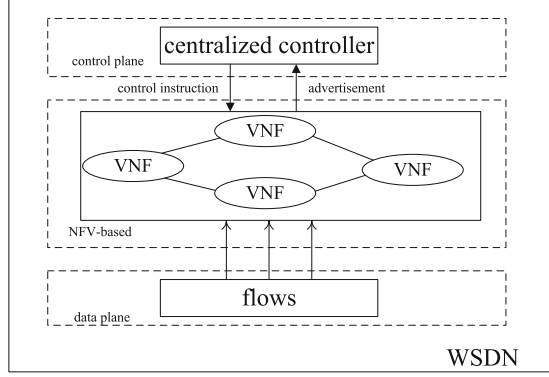 centralized controller
control plane
control instruction
advertisement
VNF
VNF
VNF
VNF
NFV-based
flows
data plane
WSDN